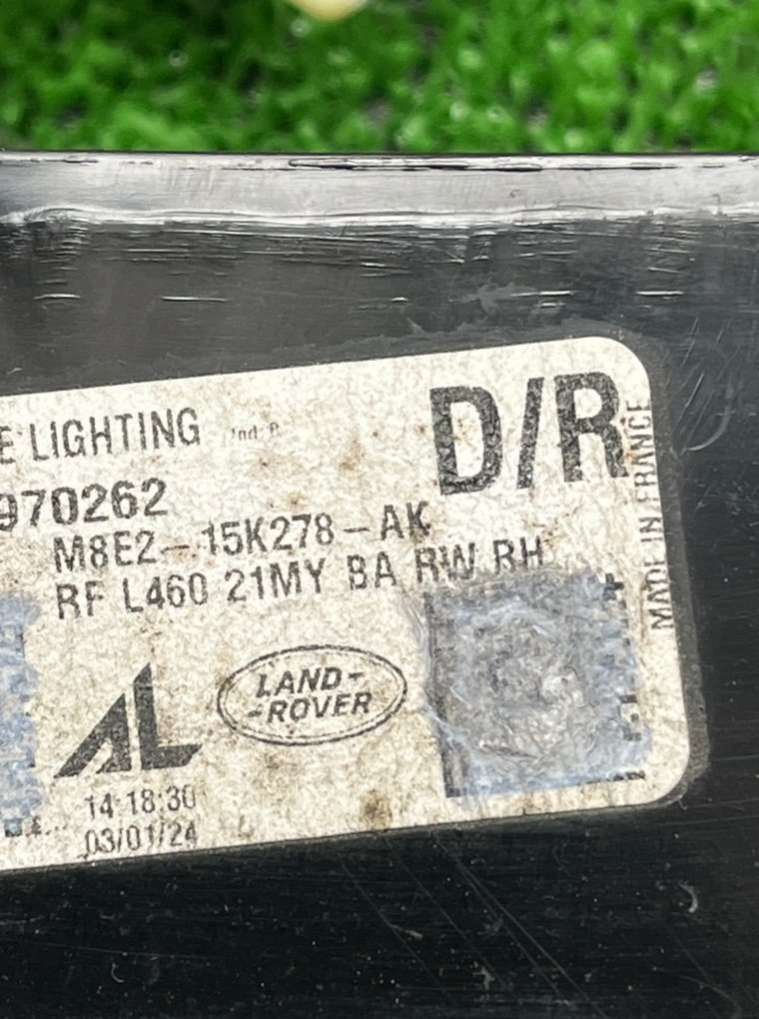 E LIGHTING
D/R
970262
M8E2-15K278-AK
RF L460 21MY BA RW RH
MADE IN FRANCE
AL
LAND-
-ROVER
14:18:30
03/01/24